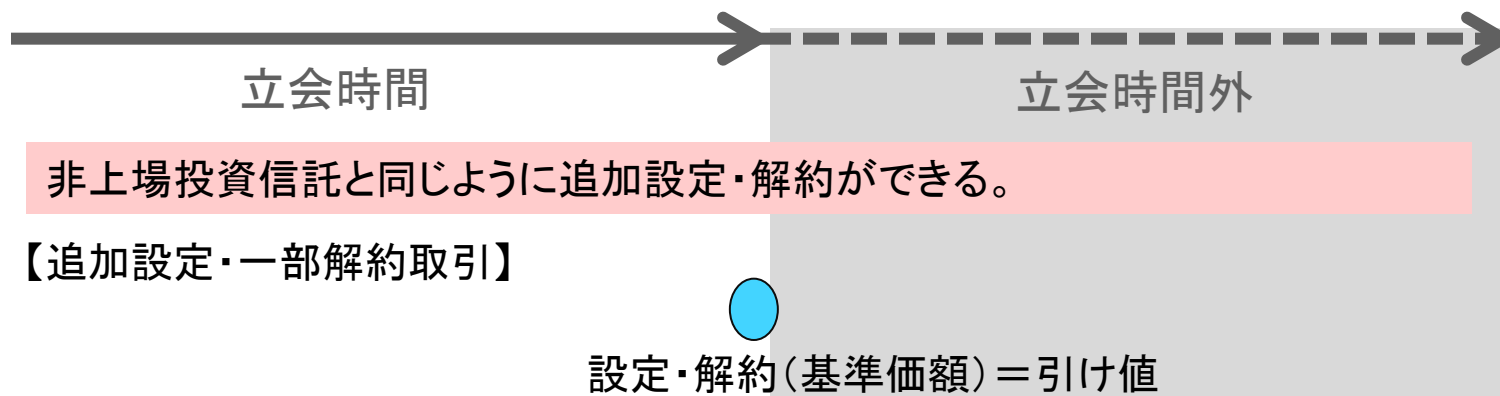 立会時間
立会時間外
非上場投資信託と同じように追加設定・解約ができる。
【追加設定・一部解約取引】
設定・解約(基準価額)=引け値